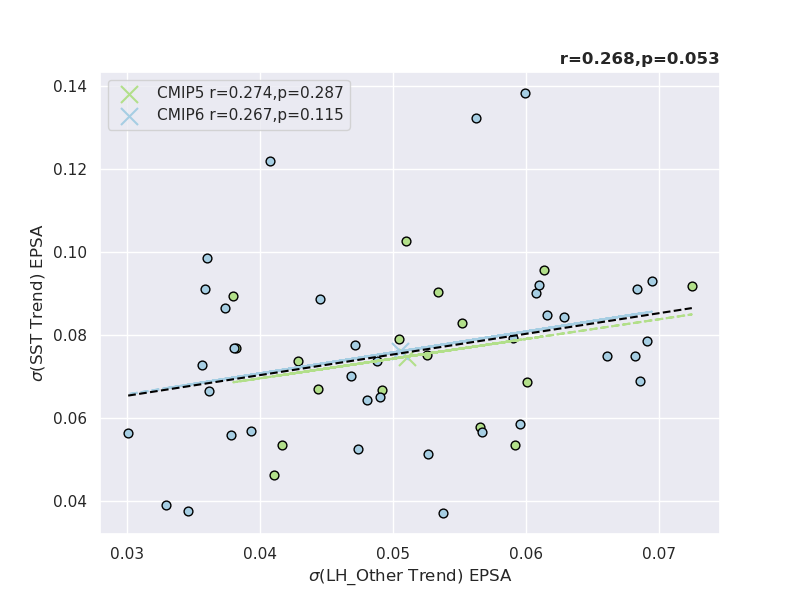 r=0.268,p=0.053
CMIP5 r=0.274,p=0.287
CMIP6 r=0.267,p=0.115
σ(SST Trend) EPSA
0.14
0.12
0.10
0.08
0.06
0.04
0.03 0.04 0.05 0.06 0.07
σ(LH_Other Trend) EPSA